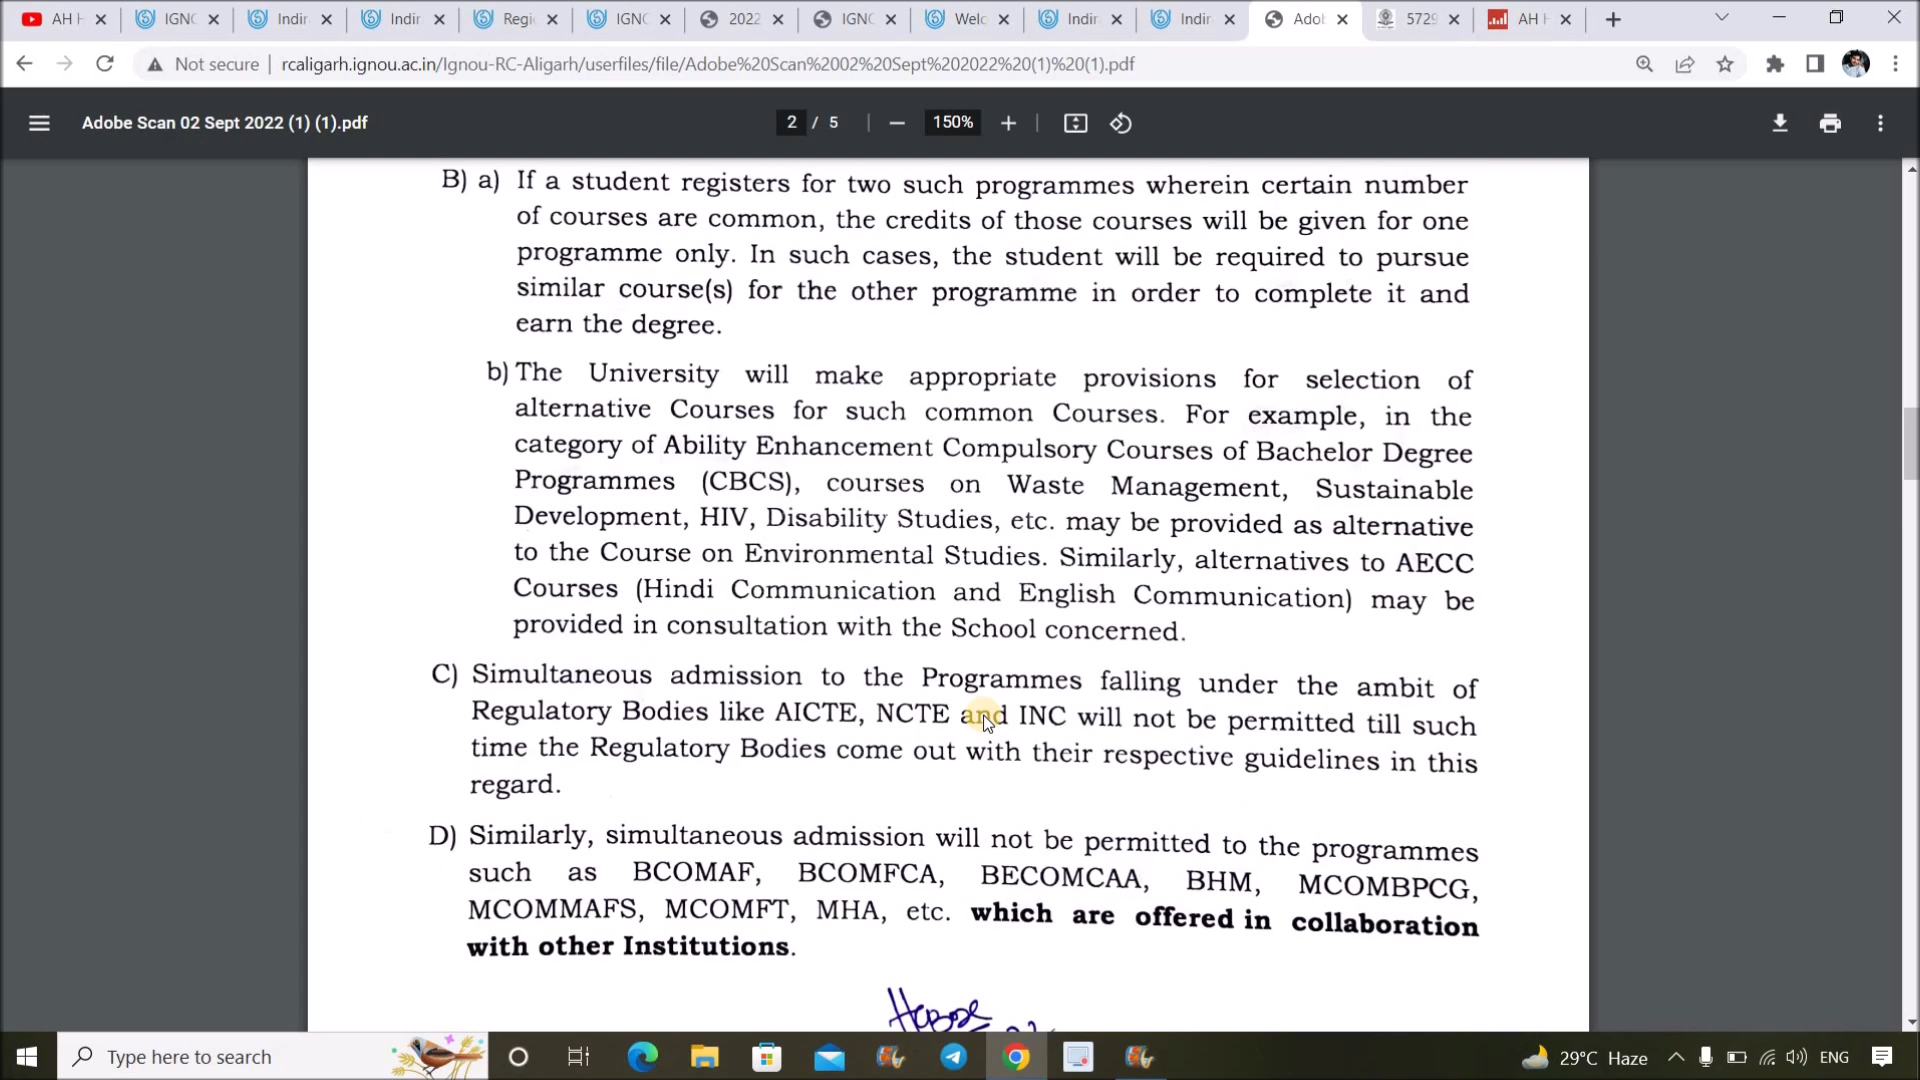 AH H
IGNC
Indir
Indir
Regi
IGNC
2022
IGNC
Welc
Indir
Indir
Adob
5729
AH H
Not secure
rcaligarh.ignou.ac.in/Ignou-RC-Aligarh/userfiles/file/Adobe%20Scan%2002%20Sept%202022%20(1)%20(1).pdf
Adobe Scan 02 Sept 2022 (1) (1).pdf
2 / 5
150%
B) a) If a student registers for two such programmes wherein certain number
of courses are common, the credits of those courses will be given for one
programme only. In such cases, the student will be required to pursue
similar course(s) for the other programme in order to complete it and
earn the degree.
b) The University will make appropriate provisions for selection of
alternative Courses for such common Courses. For example, in the
category of Ability Enhancement Compulsory Courses of Bachelor Degree
Programmes (CBCS), courses on Waste Management, Sustainable
Development, HIV, Disability Studies, etc. may be provided as alternative
to the Course on Environmental Studies. Similarly, alternatives to AECC
Courses (Hindi Communication and English Communication) may be
provided in consultation with the School concerned.
C) Simultaneous admission to the Programmes falling under the ambit of
Regulatory Bodies like AICTE, NCTE and INC will not be permitted till such
time the Regulatory Bodies come out with their respective guidelines in this
regard.
D) Similarly, simultaneous admission will not be permitted to the programmes
such as BCOMAF, BCOMFCA, BECOMCAA, BHM, MCOMBPCG,
MCOMMAFS, MCOMFT, MHA, etc. which are offered in collaboration
with other Institutions.
Type here to search
29°C Haze
ENG